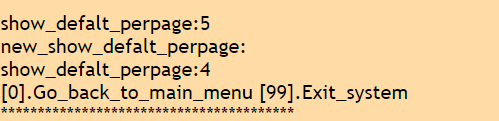 show_defalt_perpage:5
new_show_defalt_perpage:
show_defalt_perpage:4
[0].Go_back_to_main_menu [99].Exit_system
***************************************